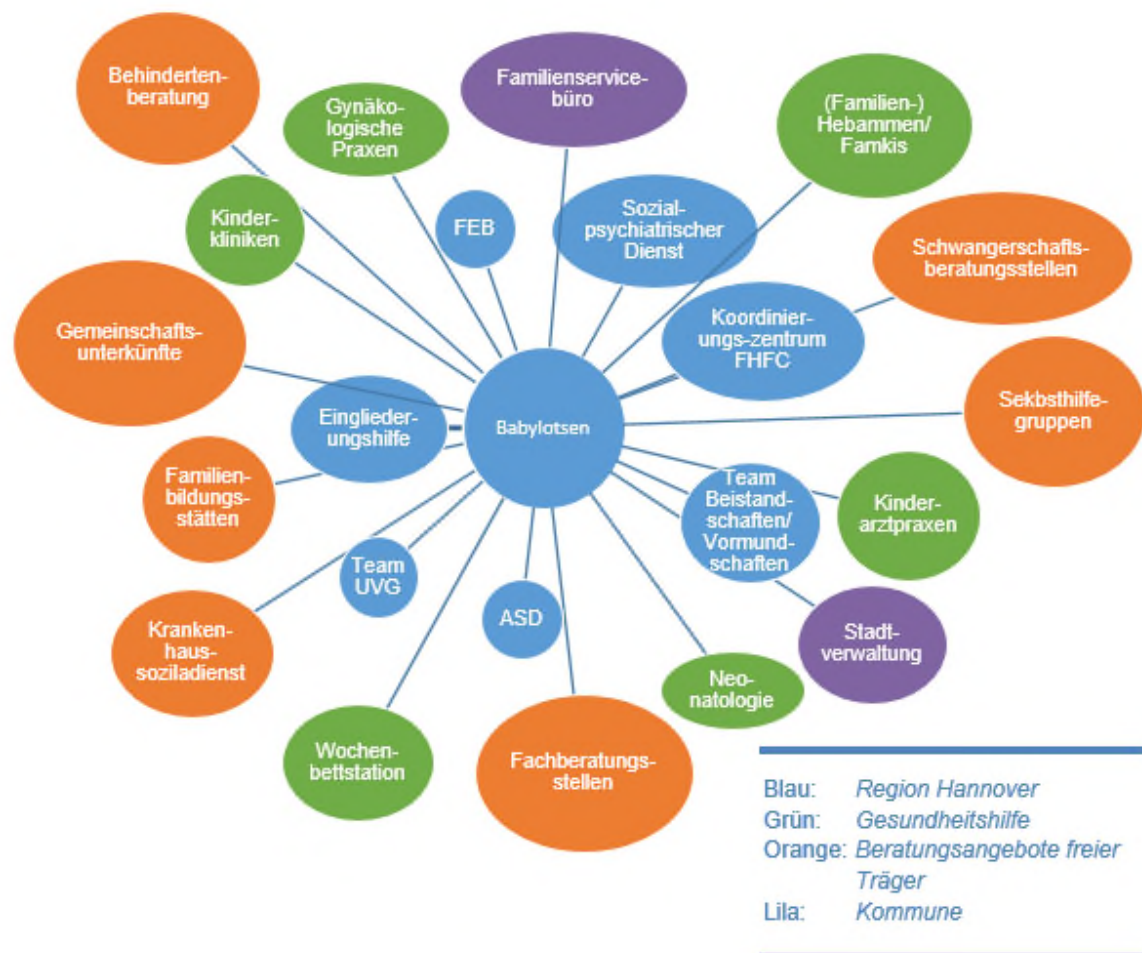 Behinderten-
beratung
Gynäko-
logische
Praxen
Familienservice-
büro
(Familien-)
Hebammen/
Famkis
Kinder-
kliniken
FEB
Sozial-
psychiatrischer
Dienst
Schwangerschafts-
beratungsstellen
Gemeinschafts-
unterkünfte
Koordinier-
ungs-zentrum
FHFC
Einglieder-
ungshilfe
Babylotsen
Sekbsthilfe-
gruppen
Familien-
bildungs-
stätten
Team
Beistand-
schaften/
Vormund-
schaften
Kinder-
arztpraxen
Team
UVG
ASD
Kranken-
haus-
soziladienst
Stadt-
verwaltung
Neo-
natologie
Wochen-
bettstation
Fachberatungs-
stellen
Blau: Region Hannover
Grün: Gesundheitshilfe
Orange: Beratungsangebote freier
Träger
Lila: Kommune